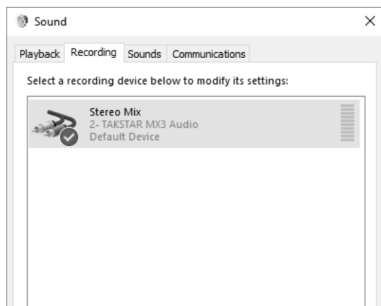 Sound
Playback Recording Sounds Communications
Select a recording device below to modify its settings:
Stereo Mix
2- TAKSTAR MX3 Audio
Default Device